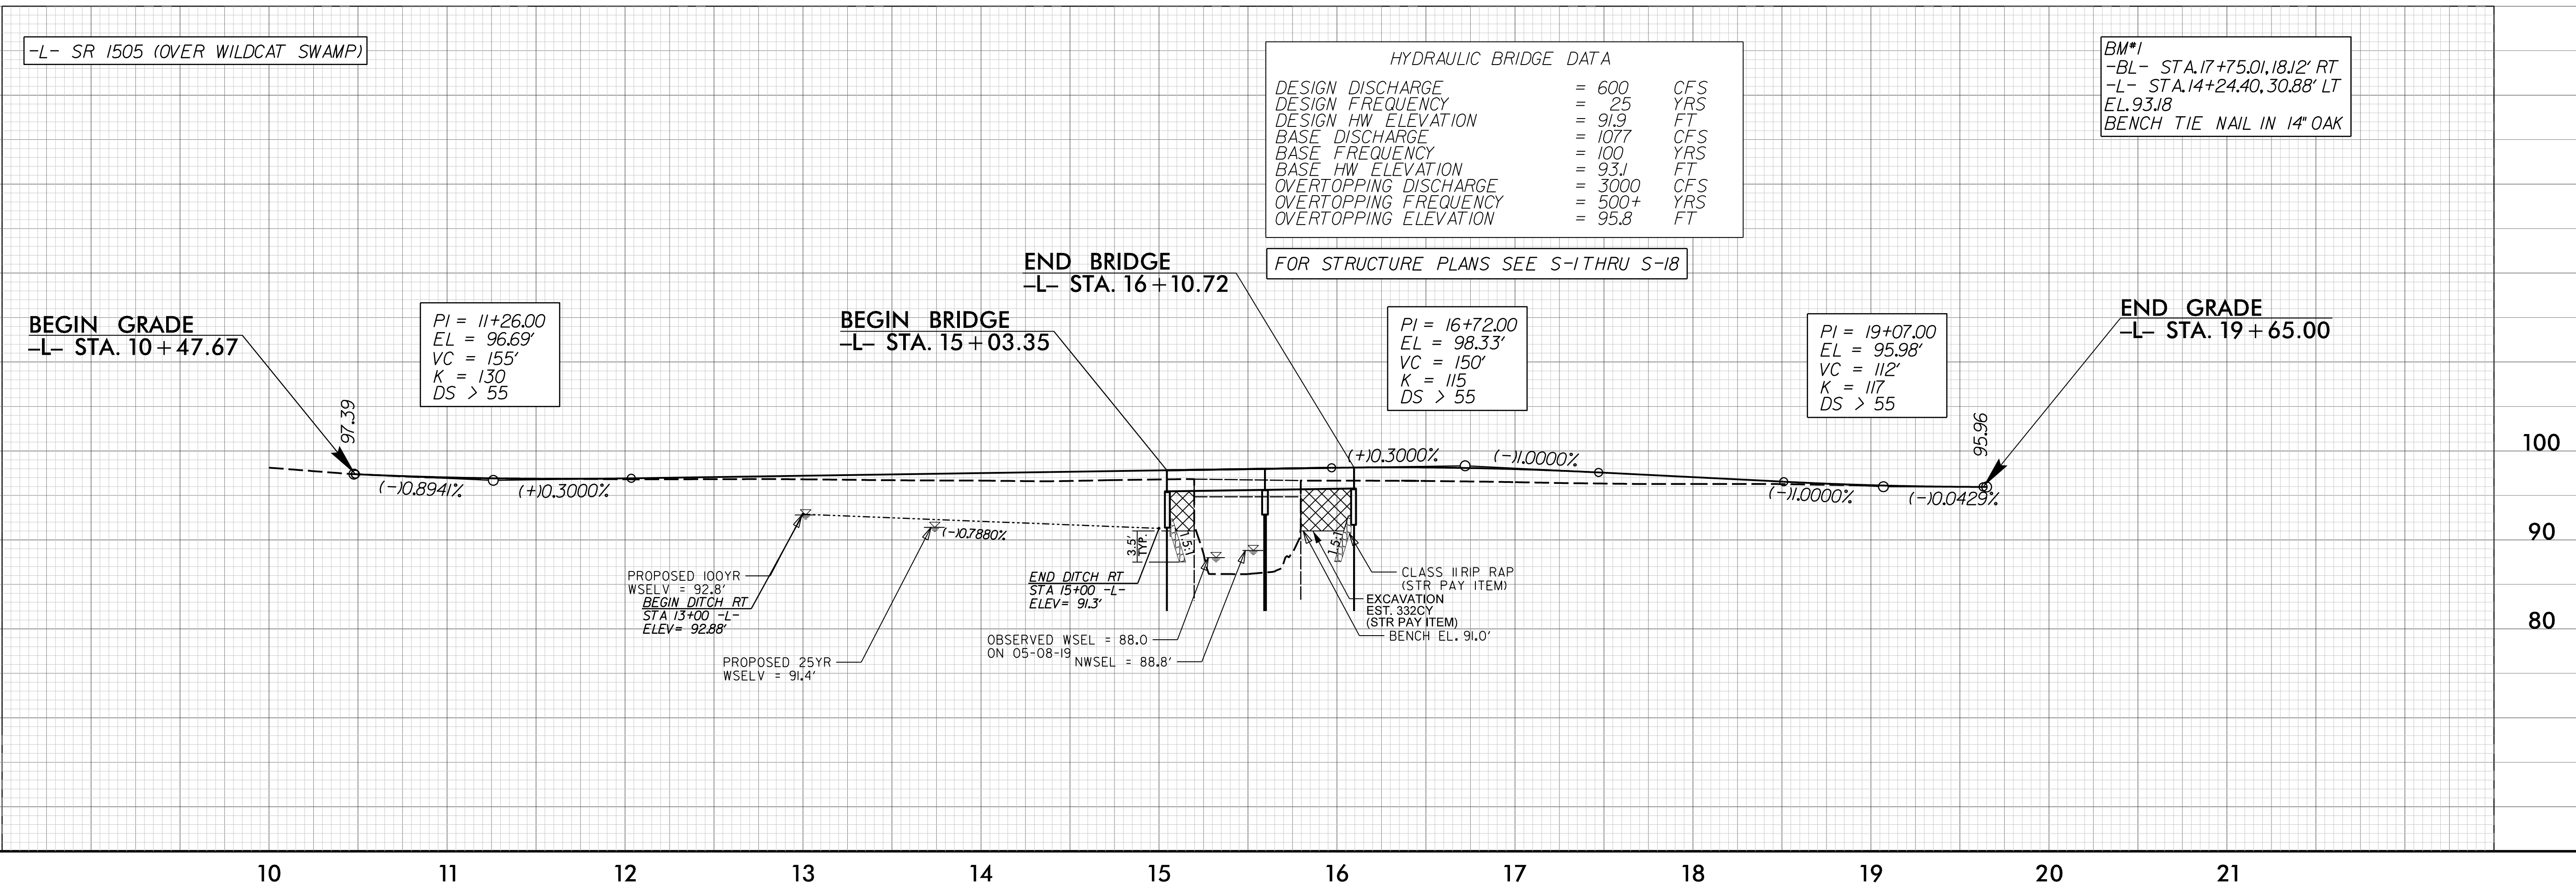 -L- SR 1505 (OVER WILDCAT SWAMP)
HYDRAULIC BRIDGE DATA
DESIGN DISCHARGE = 600 CFS
DESIGN FREQUENCY = 25 YRS
DESIGN HW ELEVATION = 91.9 FT
BASE DISCHARGE = 1077 CFS
BASE FREQUENCY = 100 YRS
BASE HW ELEVATION = 93.1 FT
OVERTOPPING DISCHARGE = 3000 CFS
OVERTOPPING FREQUENCY = 500+ YRS
OVERTOPPING ELEVATION = 95.8 FT
BM#1
-BL- STA.17+75.01,18.12' RT
-L- STA.14+24.40,30.88' LT
EL.93.18
BENCH TIE NAIL IN 14" OAK
FOR STRUCTURE PLANS SEE S-1 THRU S-18
BEGIN GRADE
-L- STA. 10+47.67
PI = 11+26.00
EL = 96.69'
VC = 155'
K = 130
DS > 55
BEGIN BRIDGE
-L- STA. 15+03.35
END BRIDGE
-L- STA. 16+10.72
PI = 16+72.00
EL = 98.33'
VC = 150'
K = 115
DS > 55
PI = 19+07.00
EL = 95.98'
VC = 112'
K = 117
DS > 55
END GRADE
-L- STA. 19+65.00
97.39
95.96
(-)0.8941%
(+)0.3000%
(+)0.3000%
(-)1.0000%
(-)1.0000%
(-)0.0429%
(-)0.7880%
3.5'
TYP.
1.5:1
1.5:1
PROPOSED 100YR
WSELV = 92.8'
BEGIN DITCH RT
STA 13+00 -L-
ELEV= 92.88'
PROPOSED 25YR
WSELV = 91.4'
END DITCH RT
STA 15+00 -L-
ELEV= 91.3'
OBSERVED WSEL = 88.0
ON 05-08-19
NWSEL = 88.8'
CLASS II RIP RAP
(STR PAY ITEM)
EXCAVATION
EST. 332CY
(STR PAY ITEM)
BENCH EL. 91.0'
100
90
80
10 11 12 13 14 15 16 17 18 19 20 21